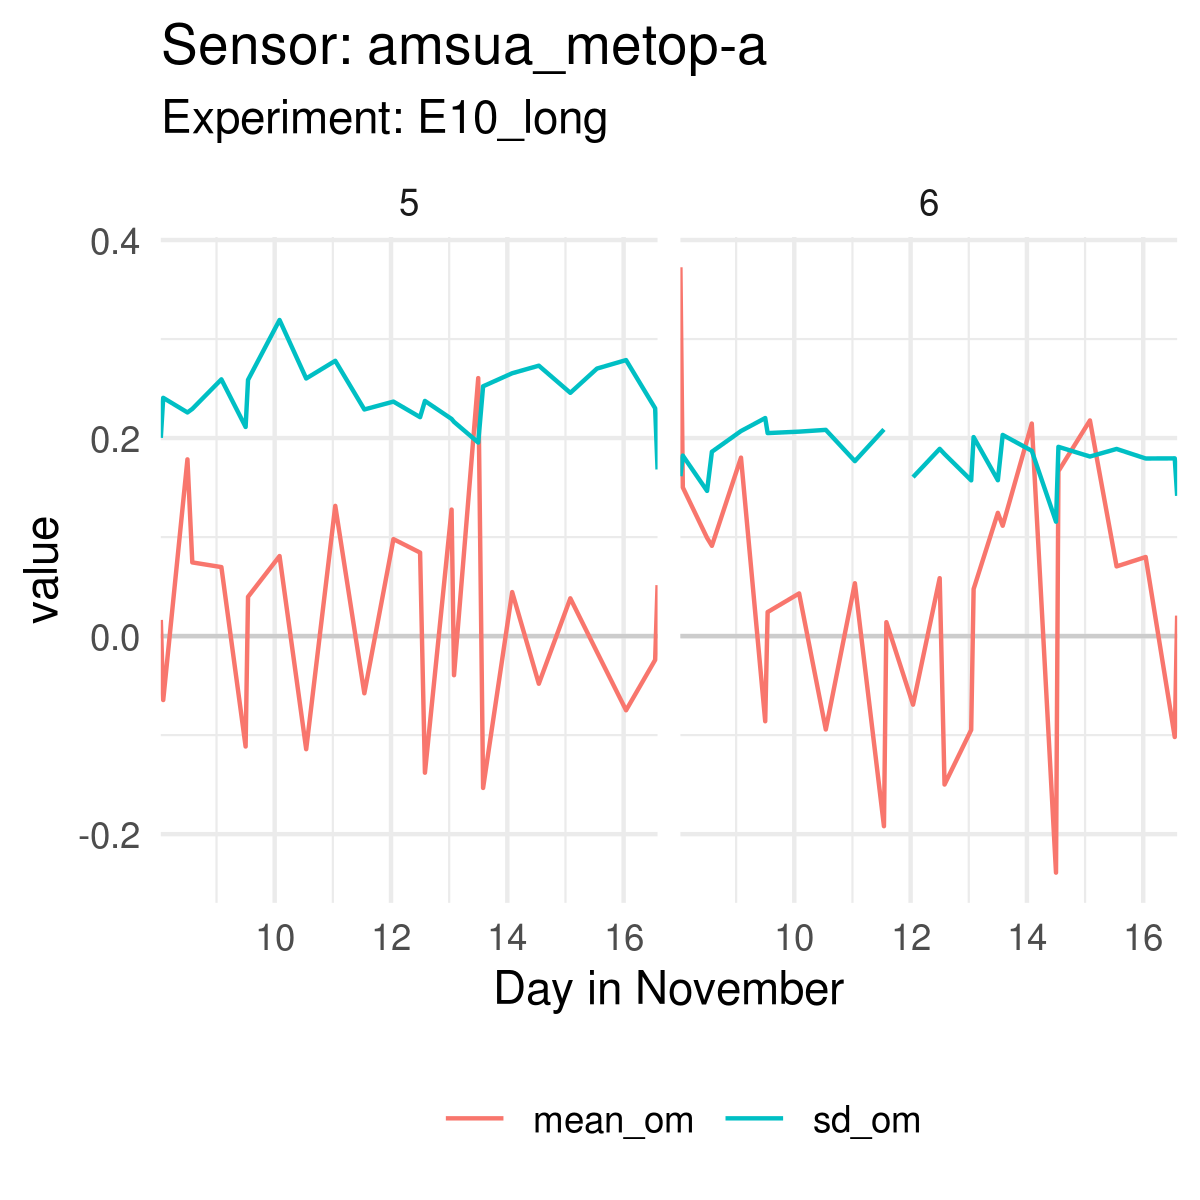 Sensor: amsua_metop-a
Experiment: E10_long
5 6
0.4
0.2
0.0
-0.2
value
10 12 14 16 10 12 14 16
Day in November
mean_om sd_om